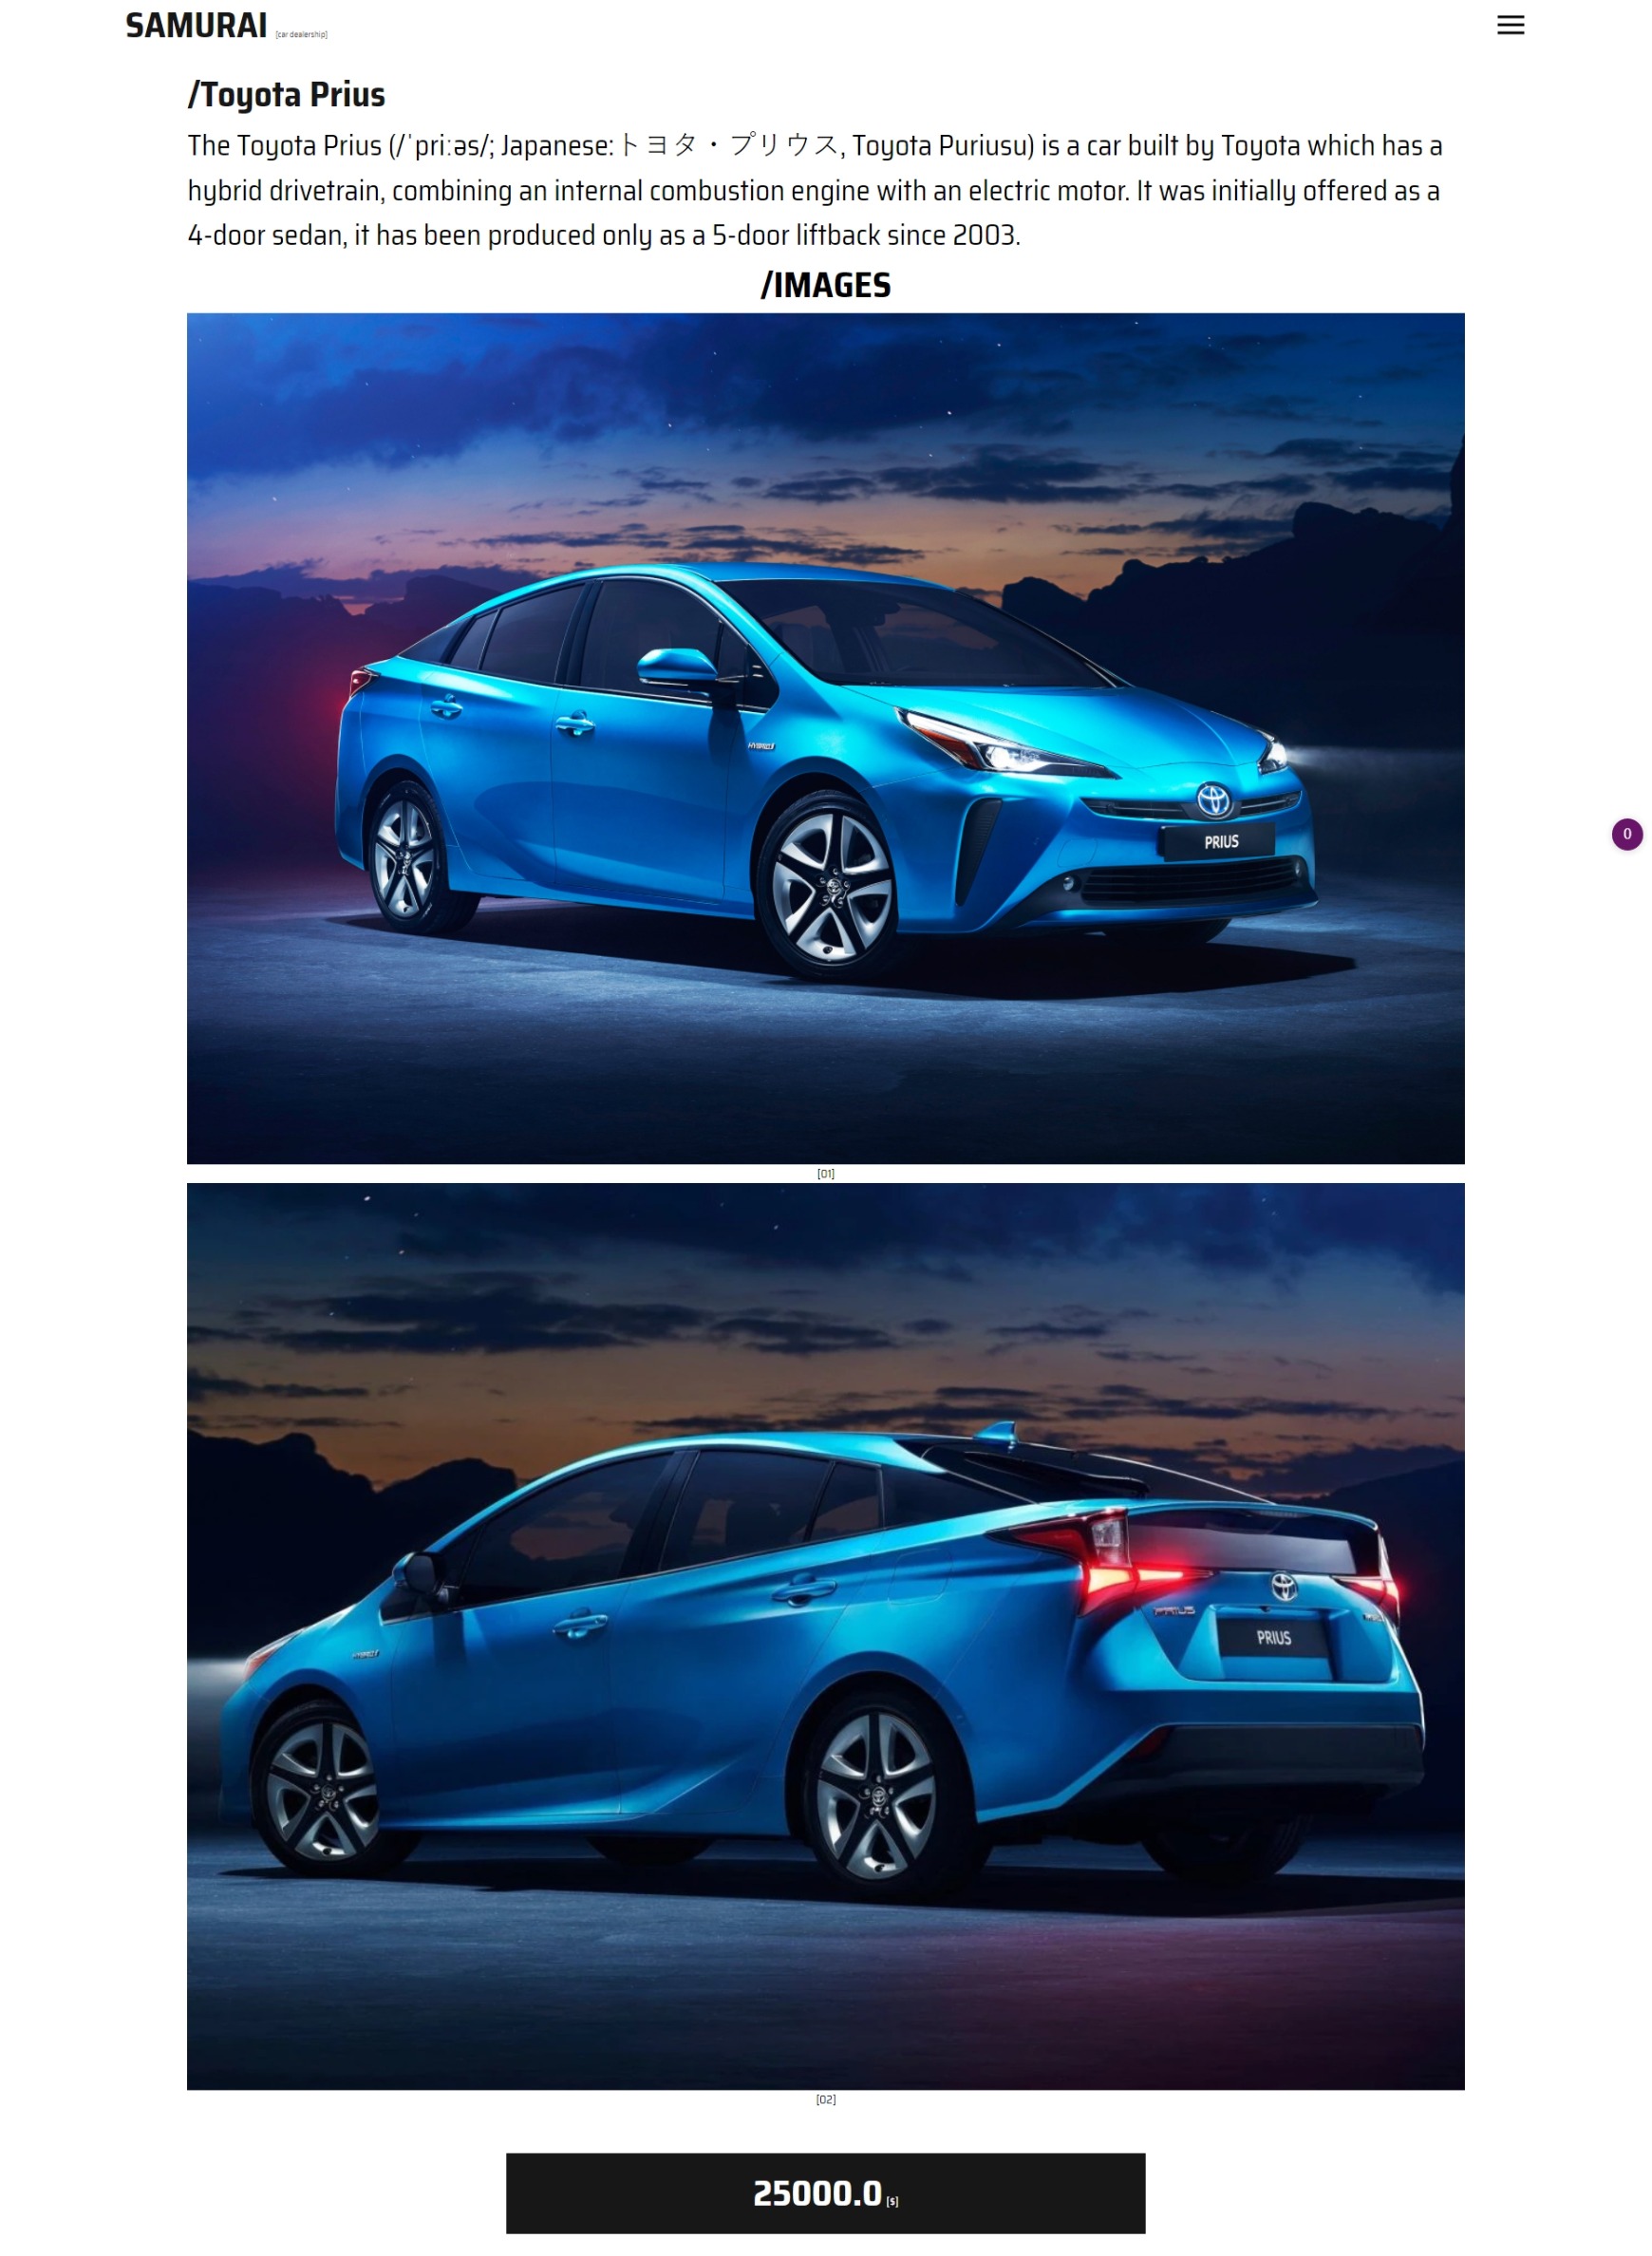 SAMURAI [car dealership]
/Toyota Prius
The Toyota Prius (/ˈpriːəs/; Japanese:トヨタ・プリウス, Toyota Puriusu) is a car built by Toyota which has a
hybrid drivetrain, combining an internal combustion engine with an electric motor. It was initially offered as a
4-door sedan, it has been produced only as a 5-door liftback since 2003.
/IMAGES
HYBRID
PRIUS
0
[01]
PRIUS
PRIUS
HYBRID
[02]
25000.0 [$]